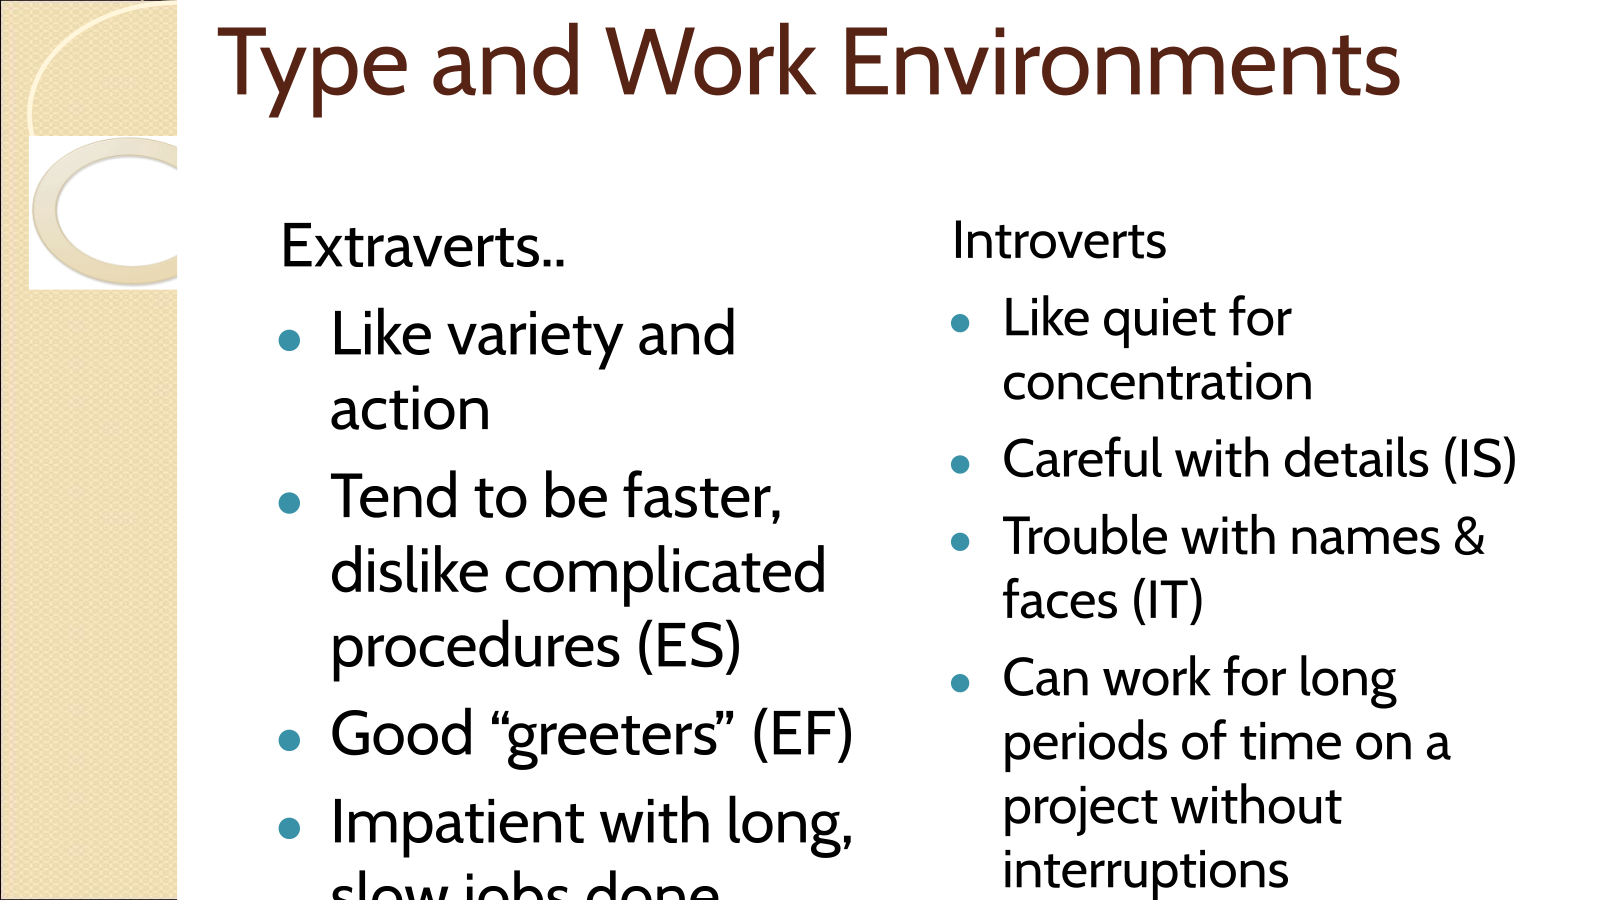 Type and Work Environments
Extraverts..
Like variety and
action
Tend to be faster,
dislike complicated
procedures (ES)
Good “greeters” (EF)
Impatient with long,
slow jobs done
Introverts
Like quiet for
concentration
Careful with details (IS)
Trouble with names &
faces (IT)
Can work for long
periods of time on a
project without
interruptions